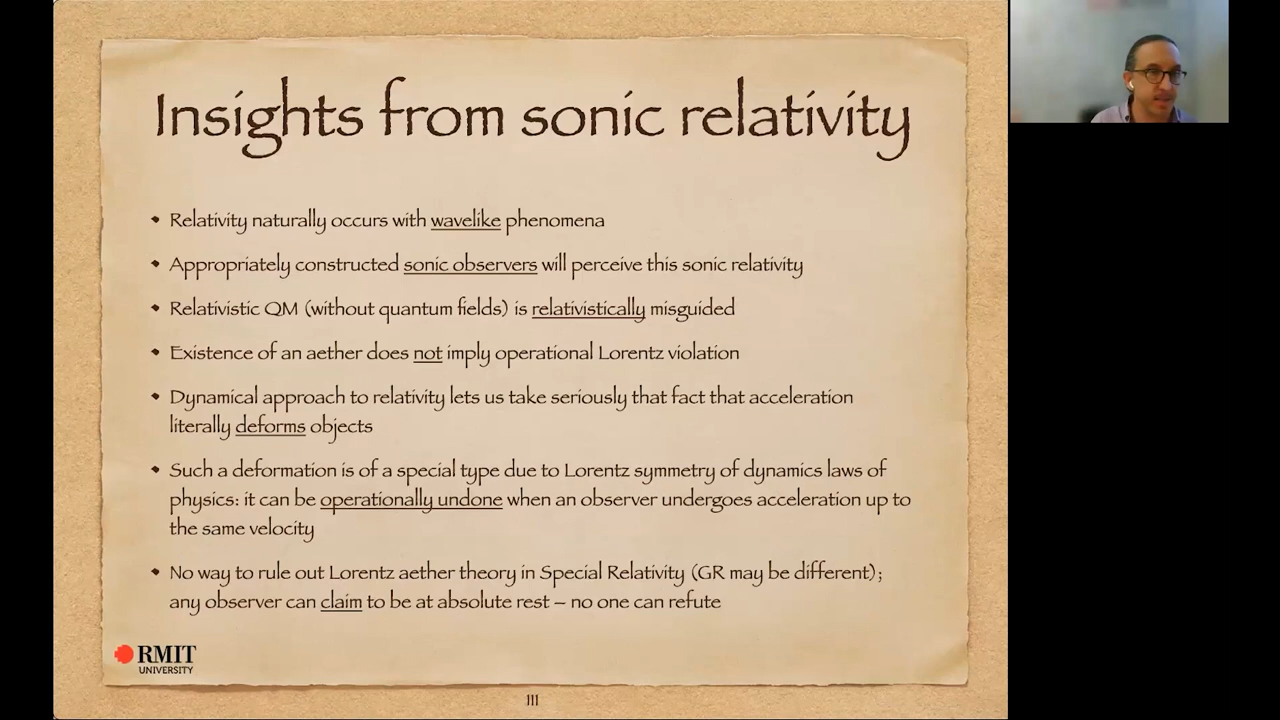 Insights from sonic relativity
• Relativity naturally occurs with wavelike phenomena
• Appropriately constructed sonic observers will perceive this sonic relativity
• Relativistic QM (without quantum fields) is relativistically misguided
• Existence of an aether does not imply operational Lorentz violation
• Dynamical approach to relativity lets us take seriously that fact that acceleration
literally deforms objects
• Such a deformation is of a special type due to Lorentz symmetry of dynamics laws of
physics: it can be operationally undone when an observer undergoes acceleration up to
the same velocity
• No way to rule out Lorentz aether theory in Special Relativity (GR may be different);
any observer can claim to be at absolute rest – no one can refute
RMIT
UNIVERSITY
111